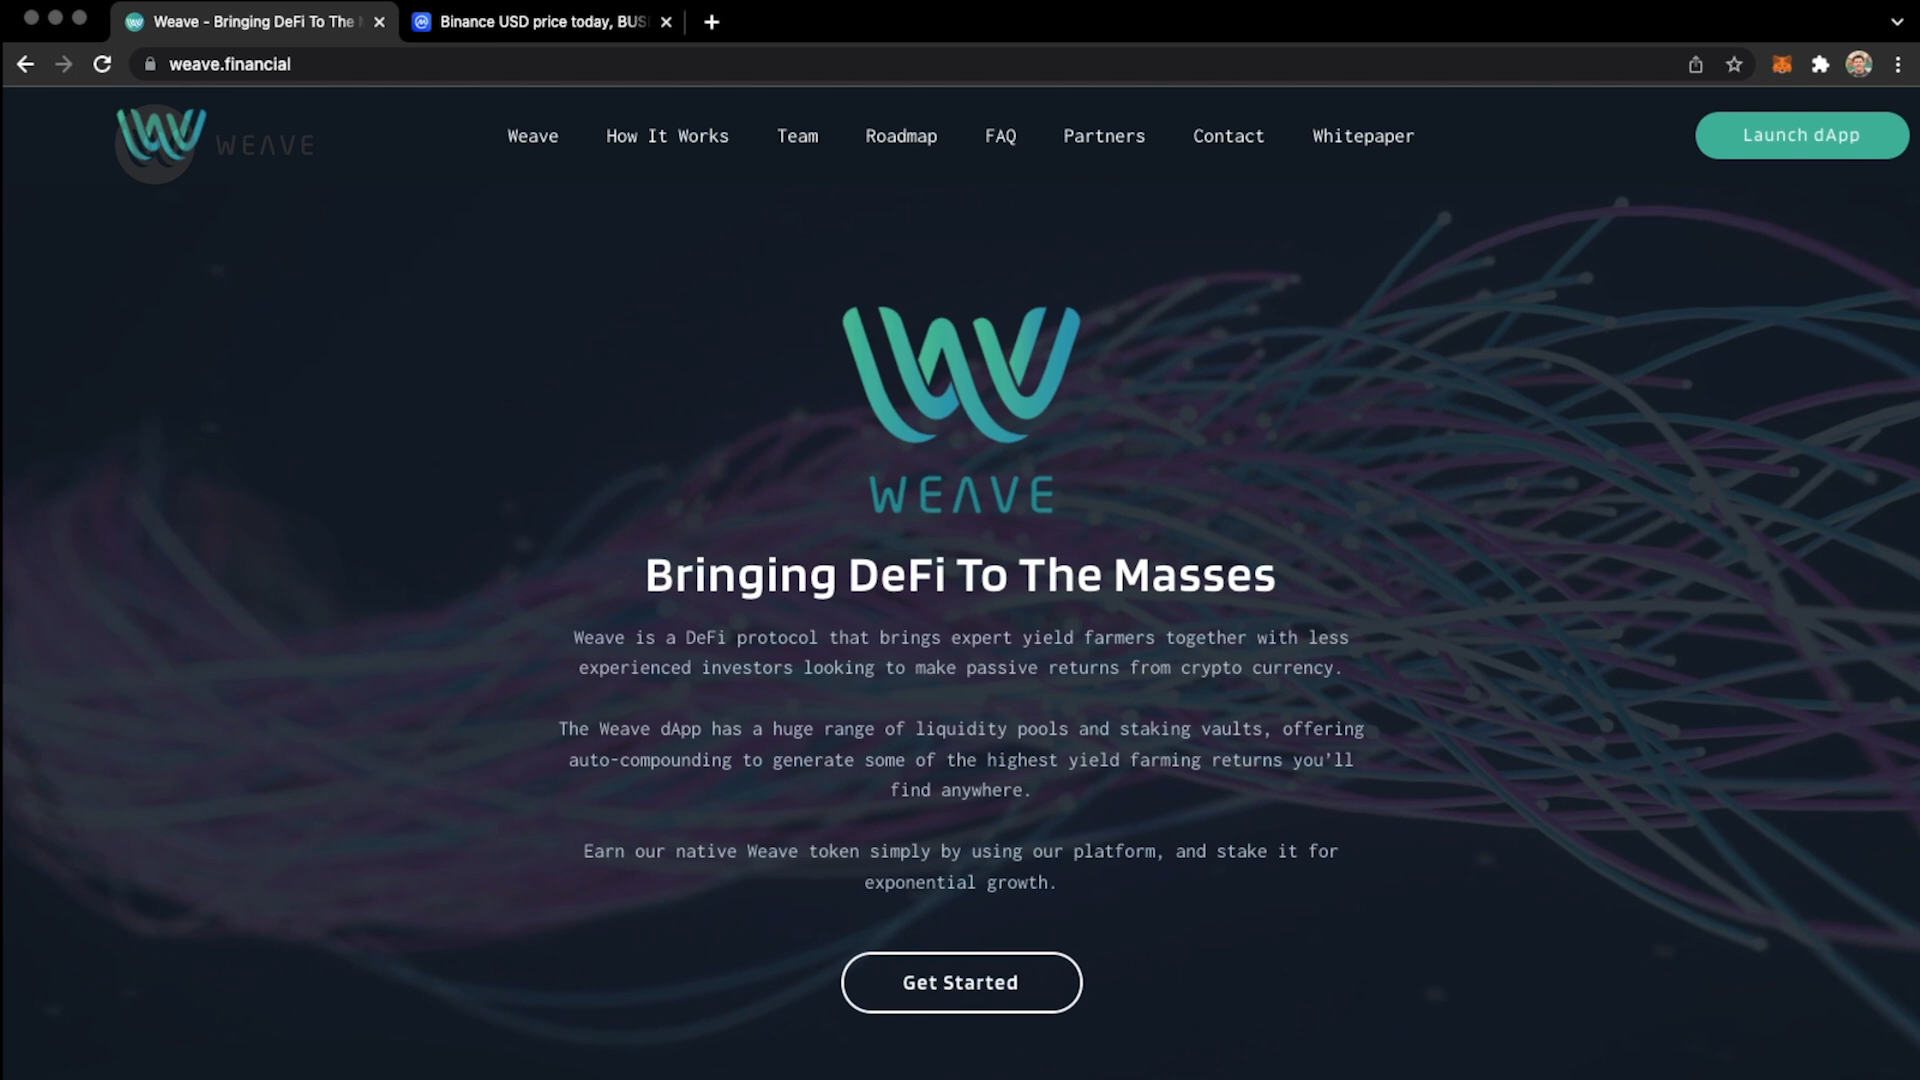 Weave - Bringing DeFi To The
Binance USD price today, BUS
weave.financial
WEAVE
Weave
How It Works
Team
Roadmap
FAQ
Partners
Contact
Whitepaper
Launch dApp
WEAVE
Bringing DeFi To The Masses
Weave is a DeFi protocol that brings expert yield farmers together with less
experienced investors looking to make passive returns from crypto currency.
The Weave dApp has a huge range of liquidity pools and staking vaults, offering
auto-compounding to generate some of the highest yield farming returns you’ll
find anywhere.
Earn our native Weave token simply by using our platform, and stake it for
exponential growth.
Get Started